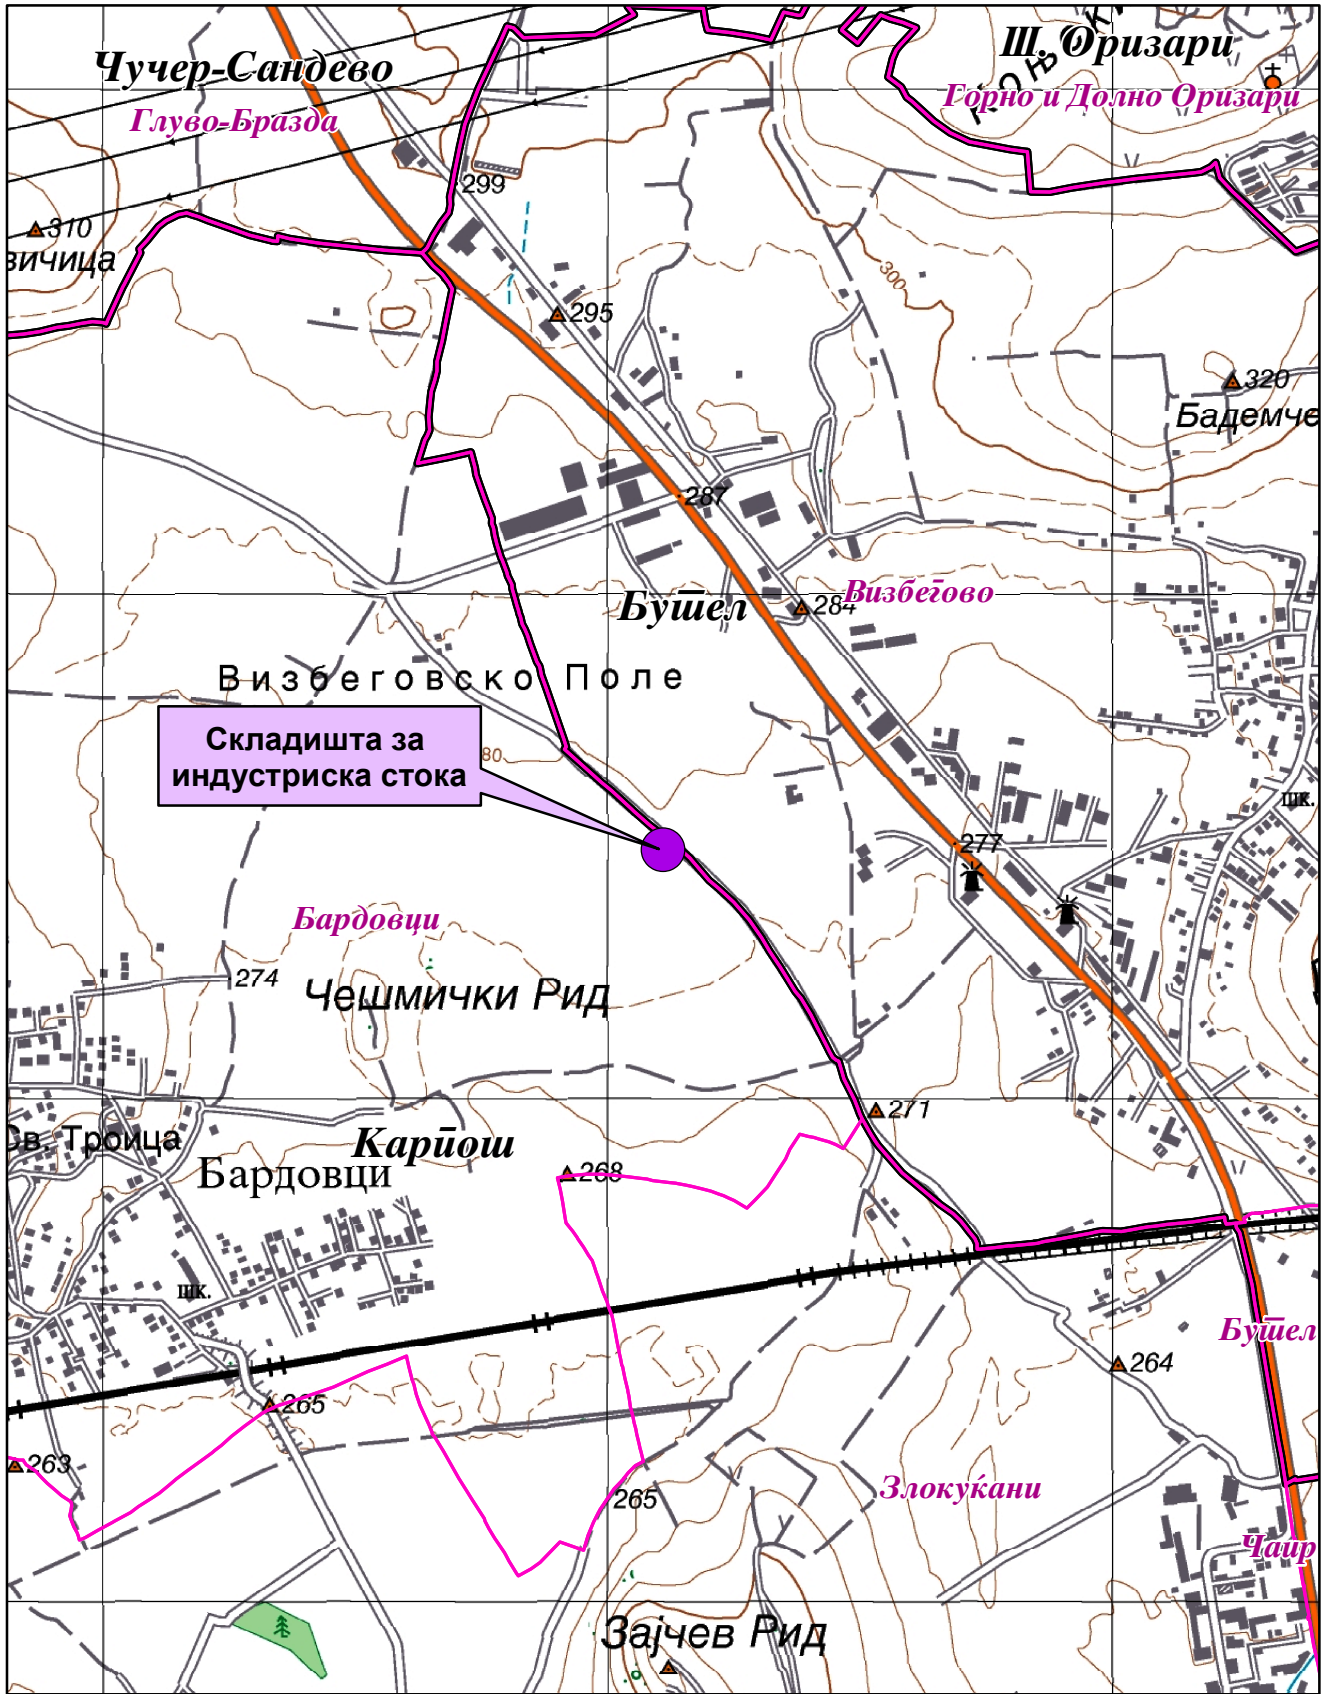 Чучер-Сандево
Ш. Оризари
Глуво-Бразда
Горно и Долно Оризари
299
310
вичица
300
295
320
Бадемче
287
Бутел
284
Визбегово
Визбеговско Поле
Складишта за
индустриска стока
80
шк.
277
Бардовци
274
Чешмички Рид
271
Св. Троица
Карпош
Бардовци
268
шк.
Бутел
264
265
263
265
Злокуќани
Чаир
Зајчев Рид